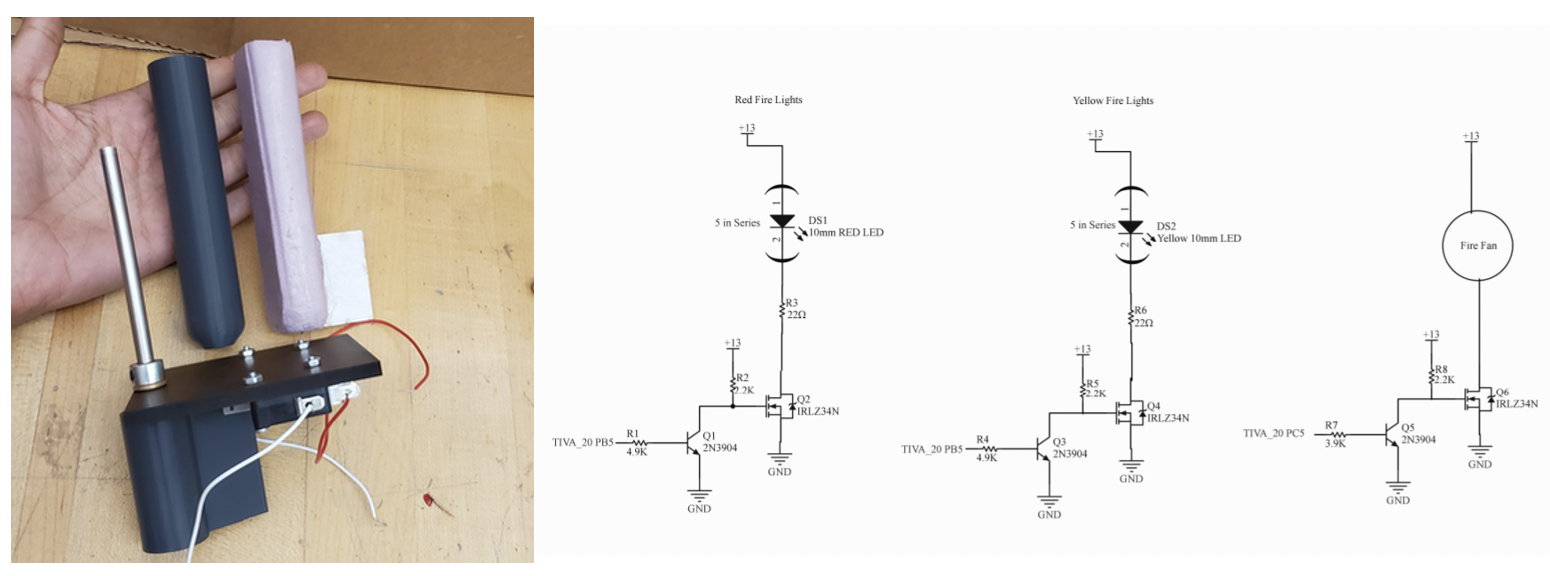 Red Fire Lights
+13
5 in Series
1
2
DS1
10mm RED LED
R3
22Ω
+13
R2
2.2K
Q2
IRLZ34N
TIVA_20 PB5
R1
4.9K
Q1
2N3904
GND
GND
Yellow Fire Lights
+13
5 in Series
1
2
DS2
Yellow 10mm LED
R6
22Ω
+13
R5
2.2K
Q4
IRLZ34N
TIVA_20 PB5
R4
4.9K
Q3
2N3904
GND
GND
+13
Fire Fan
+13
R8
2.2K
Q6
IRLZ34N
TIVA_20 PC5
R7
3.9K
Q5
2N3904
GND
GND